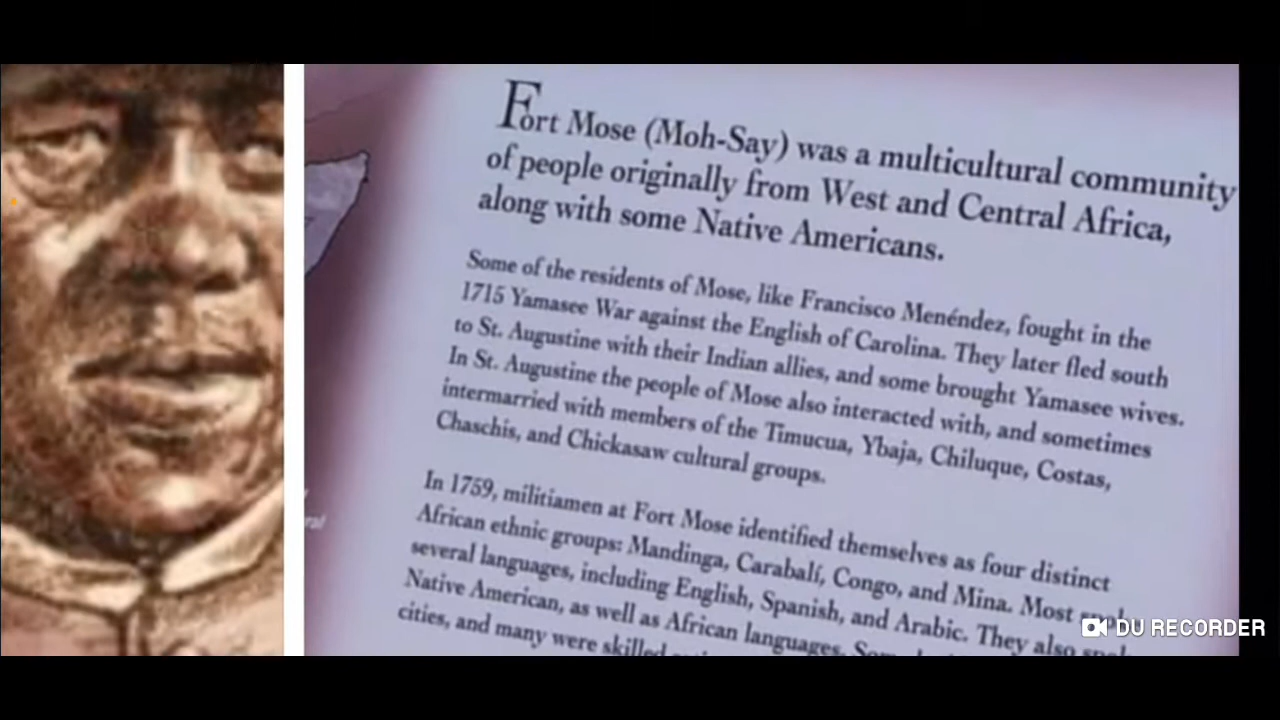 Fort Mose (Moh-Say) was a multicultural community
of people originally from West and Central Africa,
along with some Native Americans.
Some of the residents of Mose, like Francisco Menéndez, fought in the
1715 Yamasee War against the English of Carolina. They later fled south
to St. Augustine with their Indian allies, and some brought Yamasee wives.
In St. Augustine the people of Mose also interacted with, and sometimes
intermarried with members of the Timucua, Ybaja, Chiluque, Costas,
Chaschis, and Chickasaw cultural groups.
In 1759, militiamen at Fort Mose identified themselves as four distinct
African ethnic groups: Mandinga, Carabalí, Congo, and Mina. Most
several languages, including English, Spanish, and Arabic. They also
Native American, as well as African languages.
cities, and many were skilled
DU RECORDER